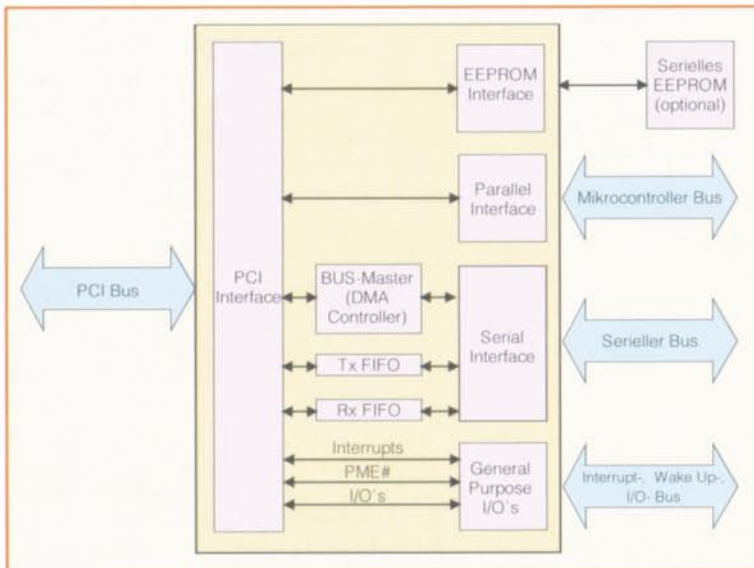 EEPROM
Interface
Serielles
EEPROM
(optional)
Parallel
Interface
Mikrocontroller Bus
PCI Bus
PCI
Interface
BUS-Master
(DMA
Controller)
Serial
Interface
Serieller Bus
Tx FIFO
Rx FIFO
Interrupts
PME#
I/O`s
General
Purpose
I/O`s
Interrupt-, Wake Up-,
I/O- Bus